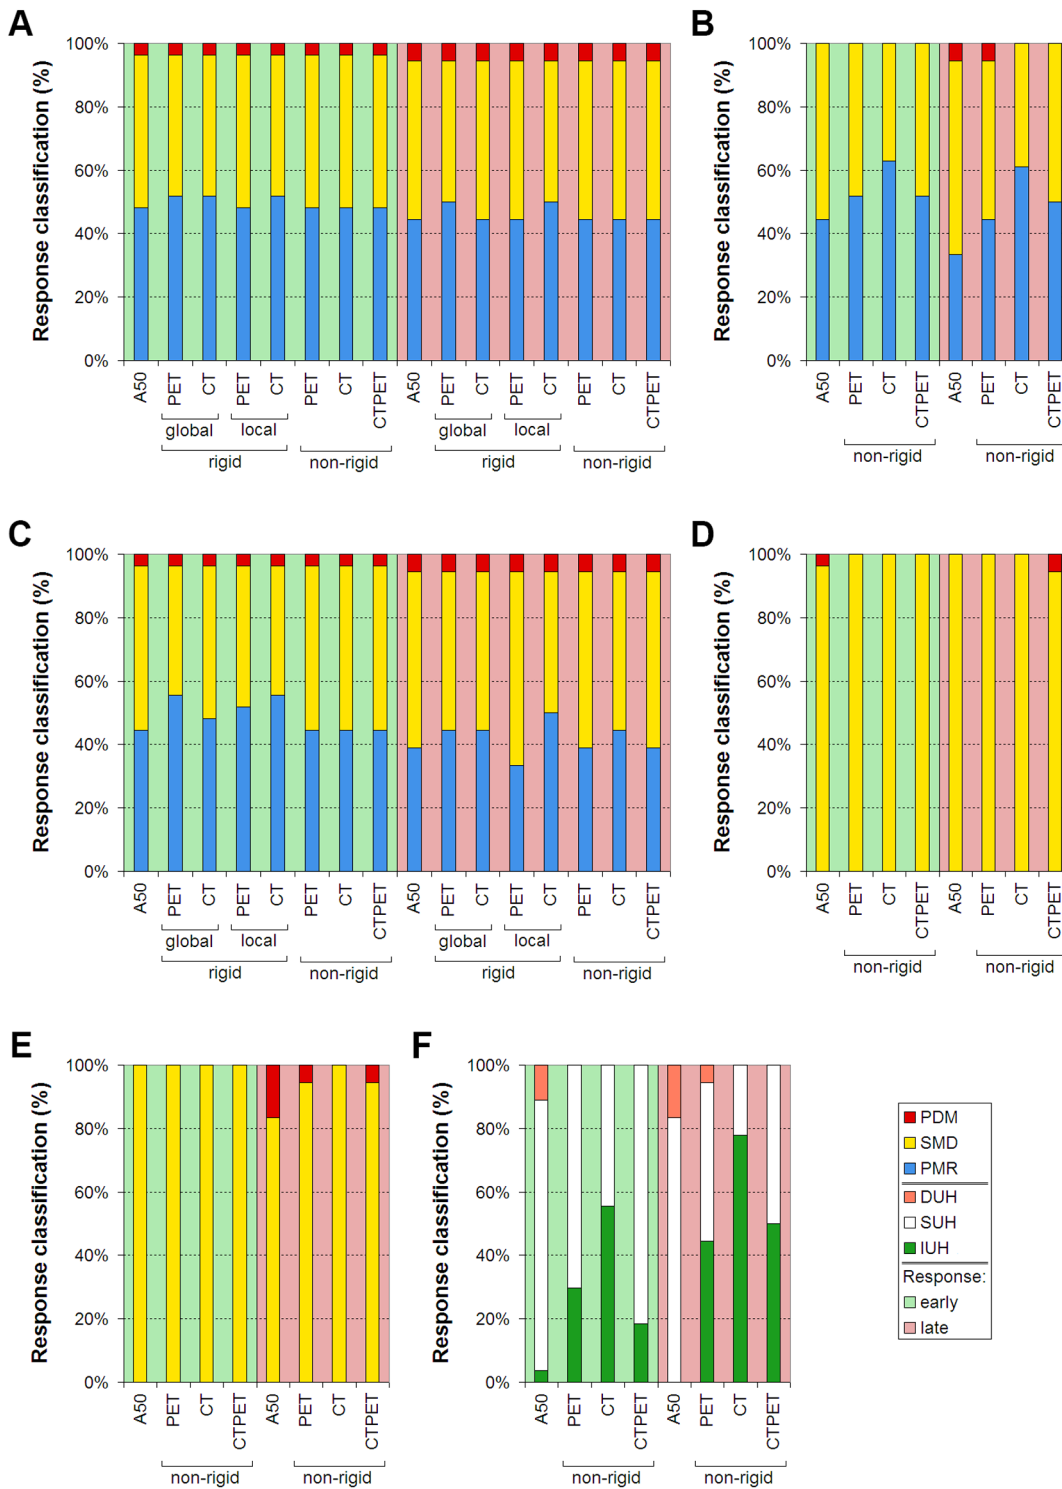 A
Response classification (%)
100%
80%
60%
40%
20%
0%
A50 PET CT PET CT PET CT CTPET A50 PET CT PET CT PET CT CTPET
global local global local
rigid non-rigid rigid non-rigid
B
Response classification (%)
100%
80%
60%
40%
20%
0%
A50 PET CT CTPET A50 PET CT CTPET
non-rigid non-rigid
C
Response classification (%)
100%
80%
60%
40%
20%
0%
A50 PET CT PET CT PET CT CTPET A50 PET CT PET CT PET CT CTPET
global local global local
rigid non-rigid rigid non-rigid
D
Response classification (%)
100%
80%
60%
40%
20%
0%
A50 PET CT CTPET A50 PET CT CTPET
non-rigid non-rigid
E
Response classification (%)
100%
80%
60%
40%
20%
0%
A50 PET CT CTPET A50 PET CT CTPET
non-rigid non-rigid
F
Response classification (%)
100%
80%
60%
40%
20%
0%
A50 PET CT CTPET A50 PET CT CTPET
non-rigid non-rigid
PDM
SMD
PMR
DUH
SUH
IUH
Response:
early
late